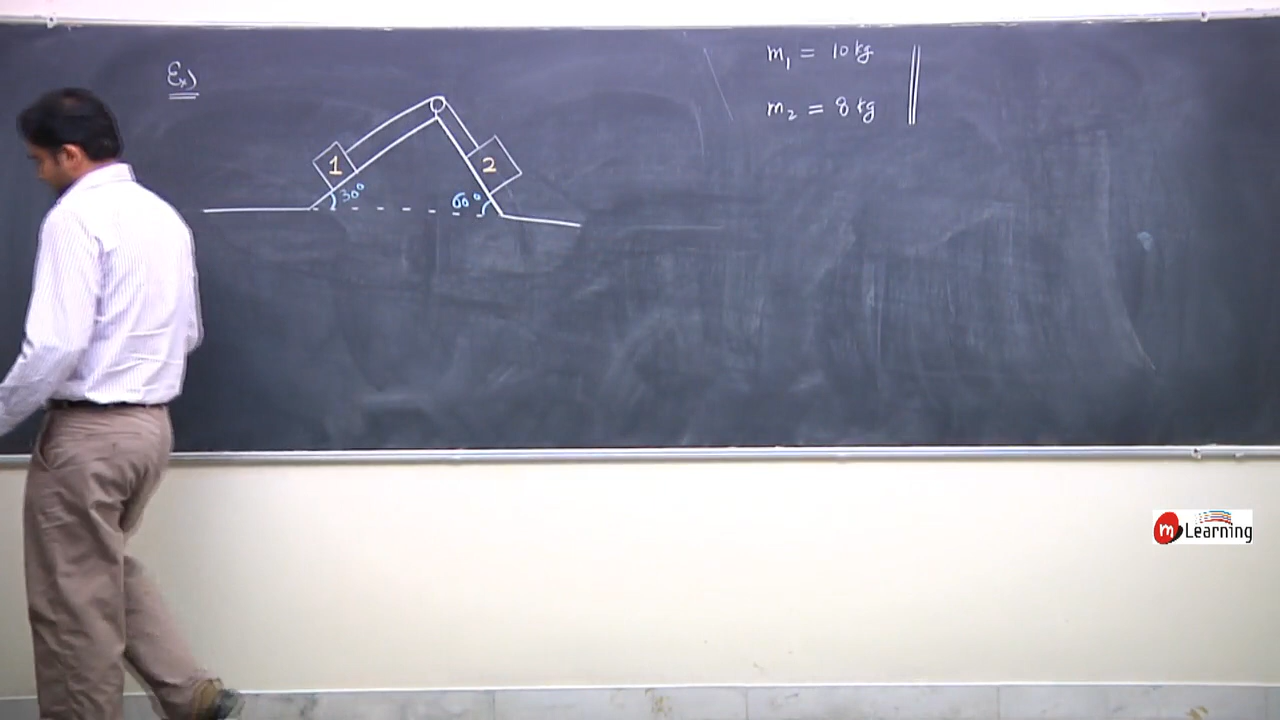 Ex)
m₁ = 10 kg
m₂ = 8 kg
1
2
30°
60°
m Learning